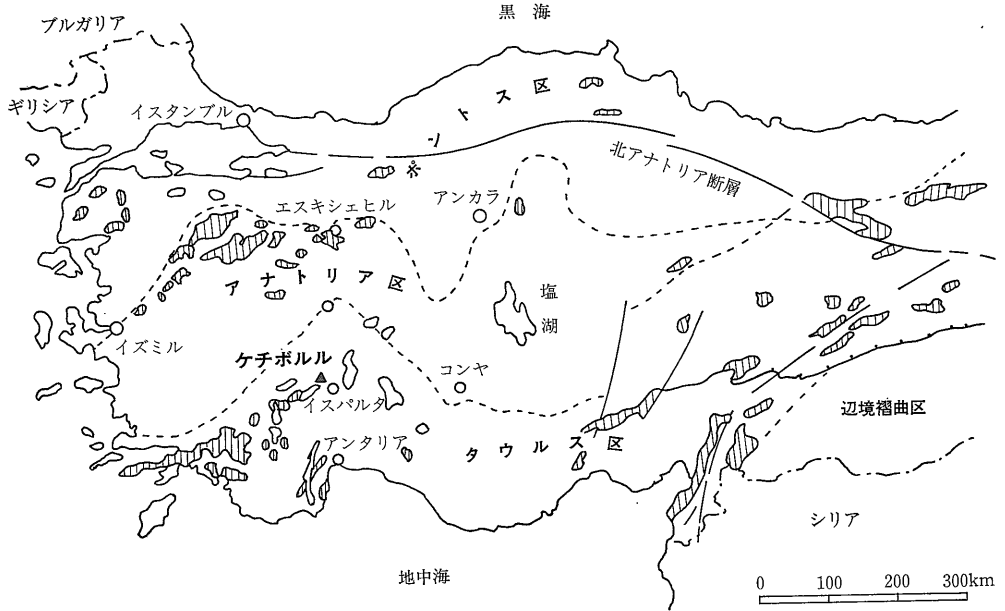 黒海
ブルガリア
ギリシア
イスタンブル
ポントス区
北アナトリア断層
アンカラ
エスキシェヒル
アナトリア区
塩湖
イズミル
ケチボルル
コンヤ
イスパルタ
辺境褶曲区
アンタリア
タウルス区
シリア
地中海
0 100 200 300km